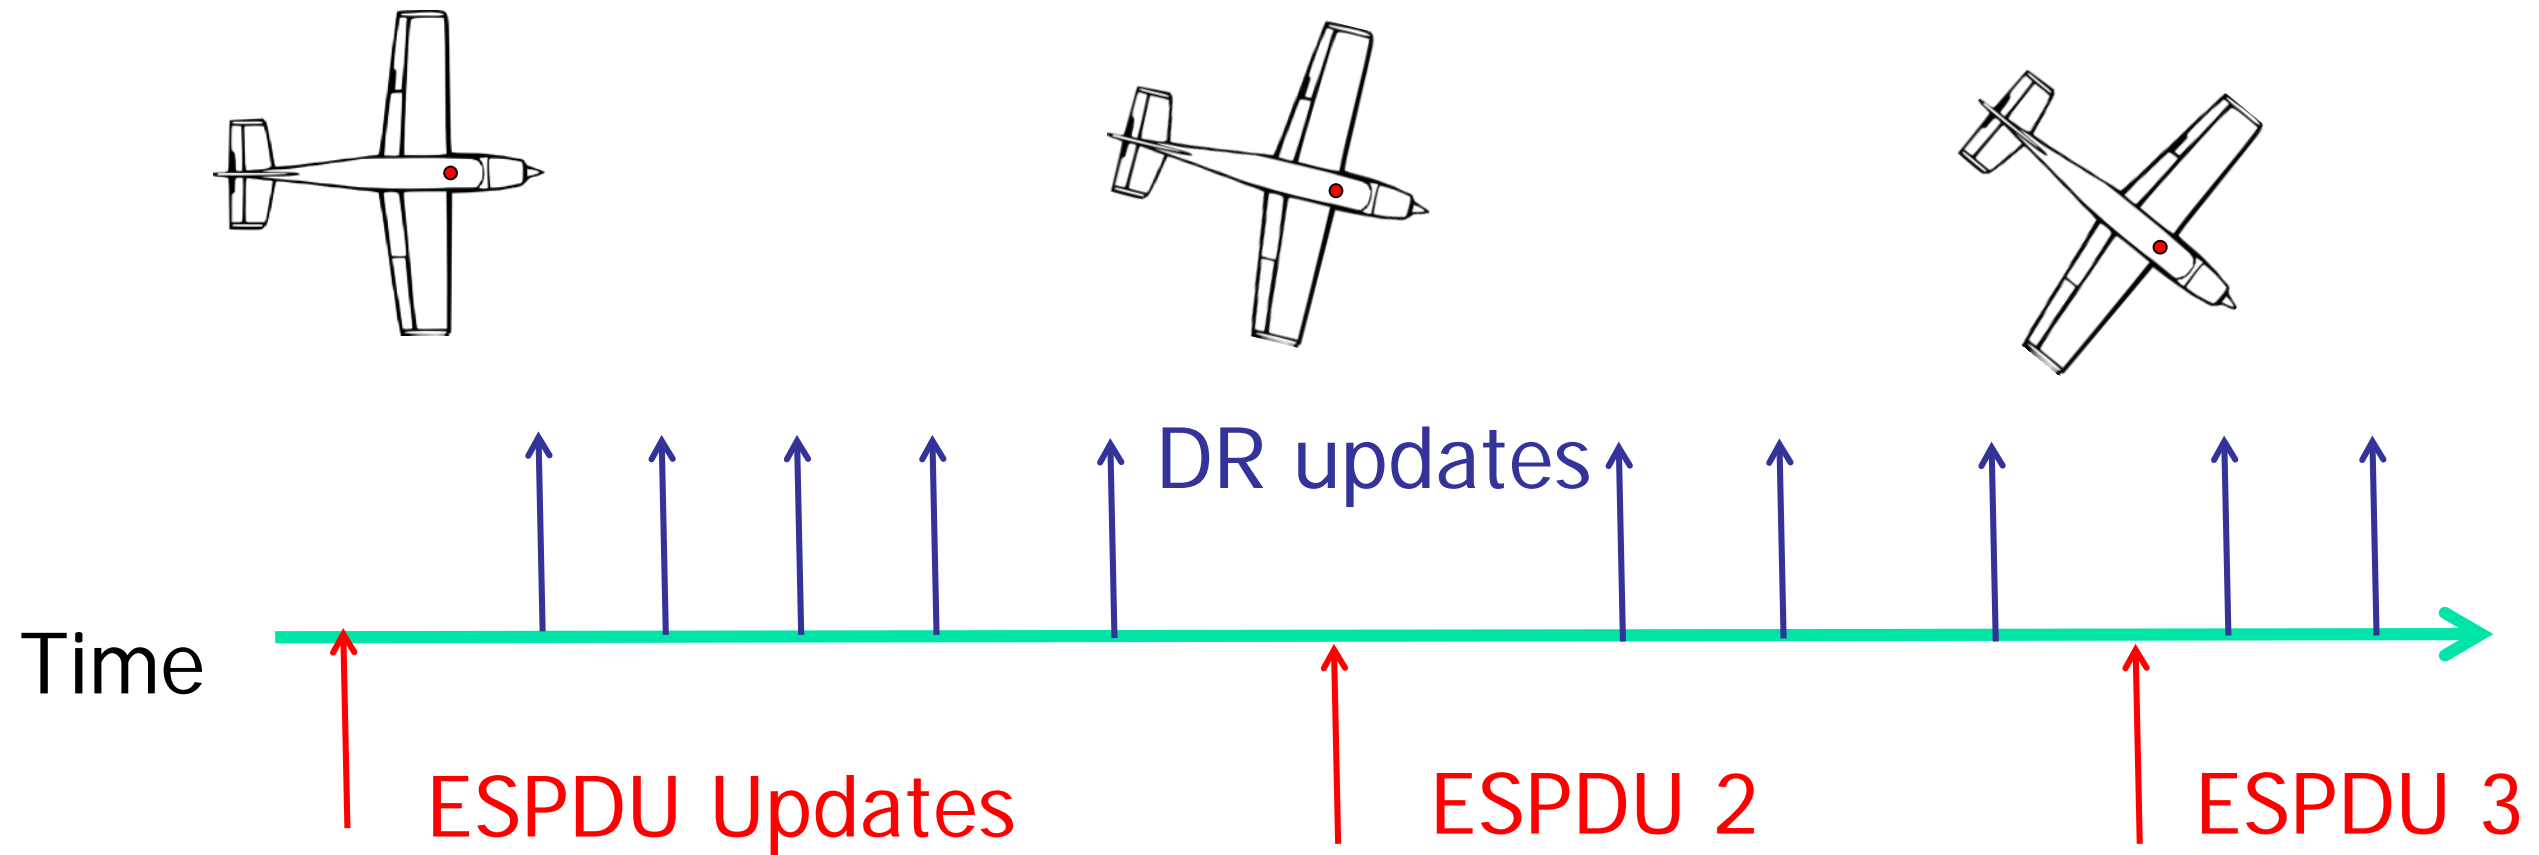 DR updates
Time
ESPDU Updates
ESPDU 2
ESPDU 3